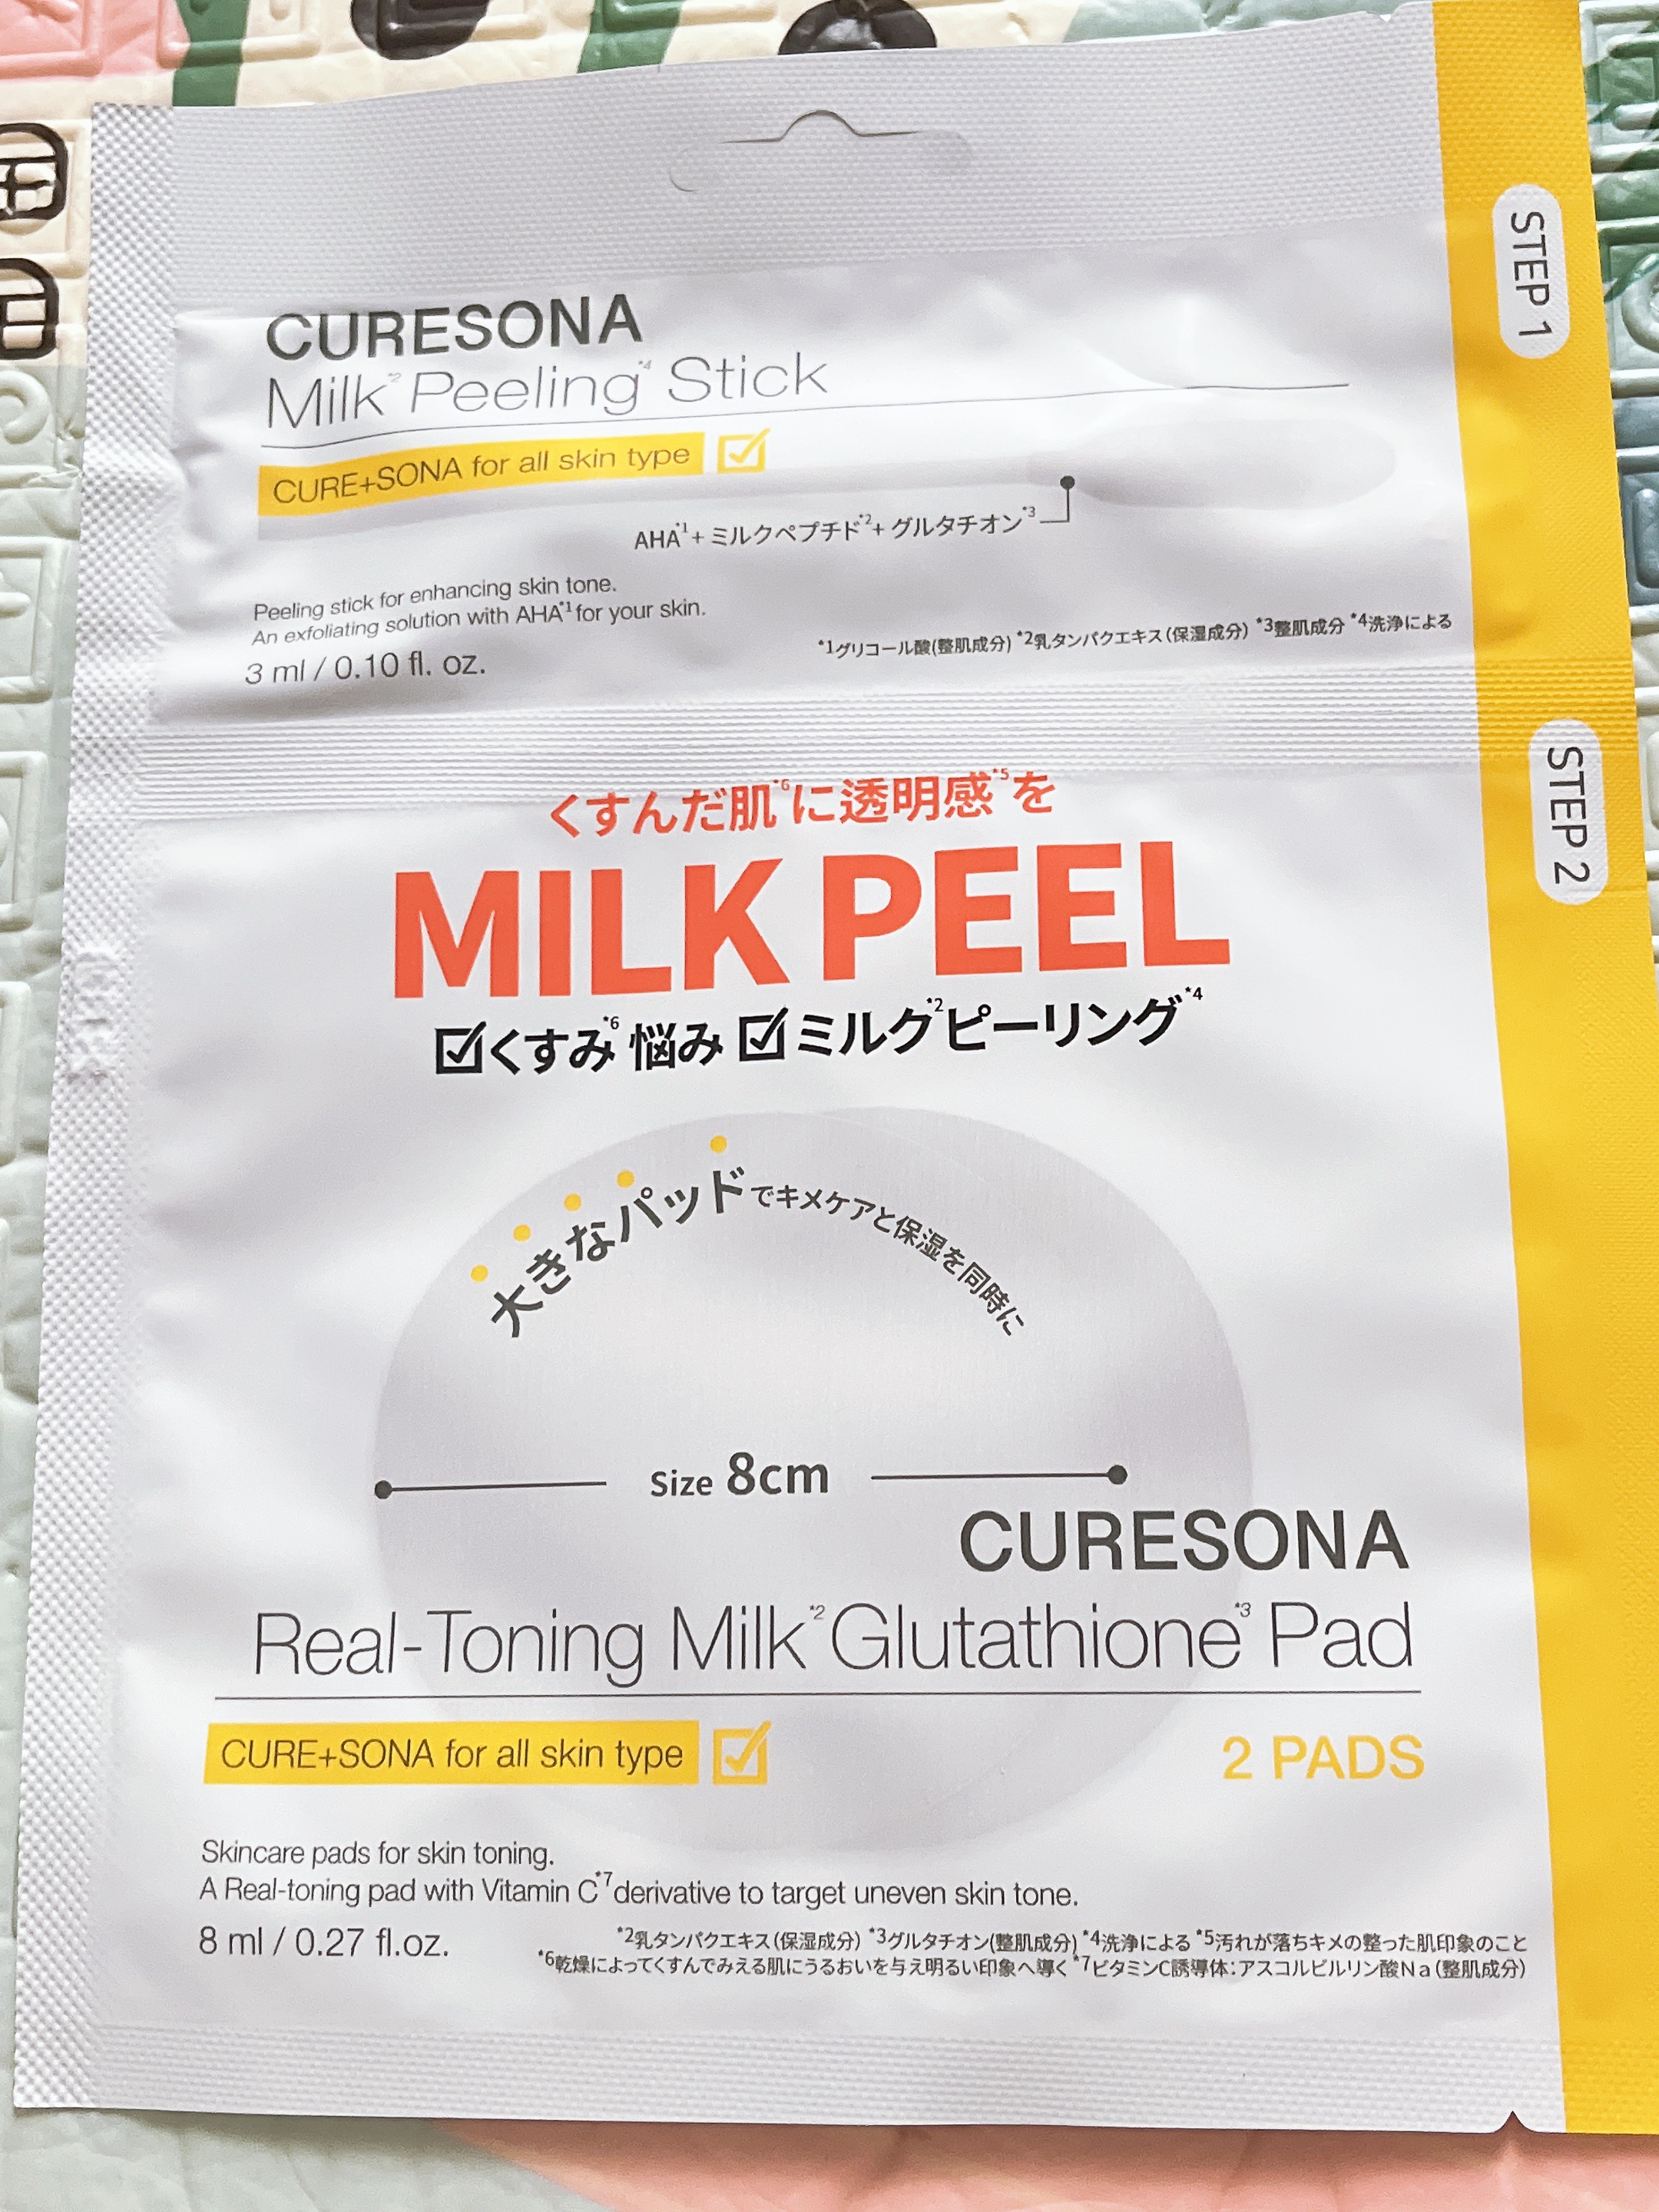 STEP 1
CURESONA
Milk*2 Peeling*4 Stick
CURE+SONA for all skin type
AHA*1+ミルクペプチド*2+グルタチオン*3
Peeling stick for enhancing skin tone.
An exfoliating solution with AHA*1 for your skin.
3 ml / 0.10 fl. oz.
*1グリコール酸(整肌成分) *2乳タンパクエキス(保湿成分) *3整肌成分 *4洗浄による
STEP 2
くすんだ肌*6に透明感*5を
MILK PEEL
くすみ*6悩み ミルク*2ピーリング*4
大きなパッドでキメケアと保湿を同時に
Size 8cm
CURESONA
Real-Toning Milk*2 Glutathione*3 Pad
CURE+SONA for all skin type
2 PADS
Skincare pads for skin toning.
A Real-toning pad with Vitamin C*7 derivative to target uneven skin tone.
8 ml / 0.27 fl.oz.
*2乳タンパクエキス(保湿成分) *3グルタチオン(整肌成分) *4洗浄による *5汚れが落ちキメの整った肌印象のこと
*6乾燥によってくすんでみえる肌にうるおいを与え明るい印象へ導く *7ビタミンC誘導体:アスコルビルリン酸Na(整肌成分)